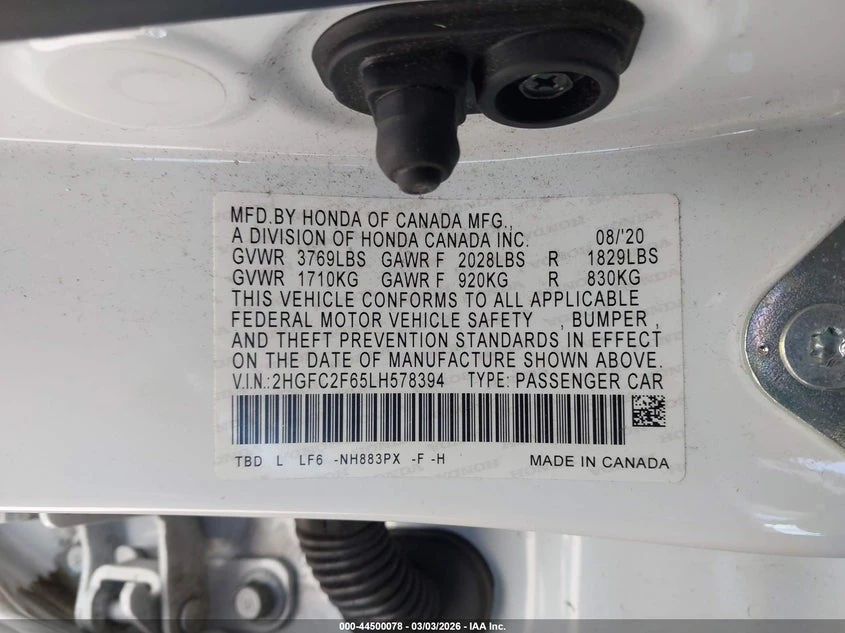 MFD.BY HONDA OF CANADA MFG.,
A DIVISION OF HONDA CANADA INC. 08/'20
GVWR 3769LBS GAWR F 2028LBS R 1829LBS
GVWR 1710KG GAWR F 920KG R 830KG
THIS VEHICLE CONFORMS TO ALL APPLICABLE
FEDERAL MOTOR VEHICLE SAFETY , BUMPER ,
AND THEFT PREVENTION STANDARDS IN EFFECT
ON THE DATE OF MANUFACTURE SHOWN ABOVE.
V.I.N.:2HGFC2F65LH578394 TYPE: PASSENGER CAR
TBD L LF6 -NH883PX -F -H MADE IN CANADA
000-44500078 - 03/03/2026 - IAA Inc.